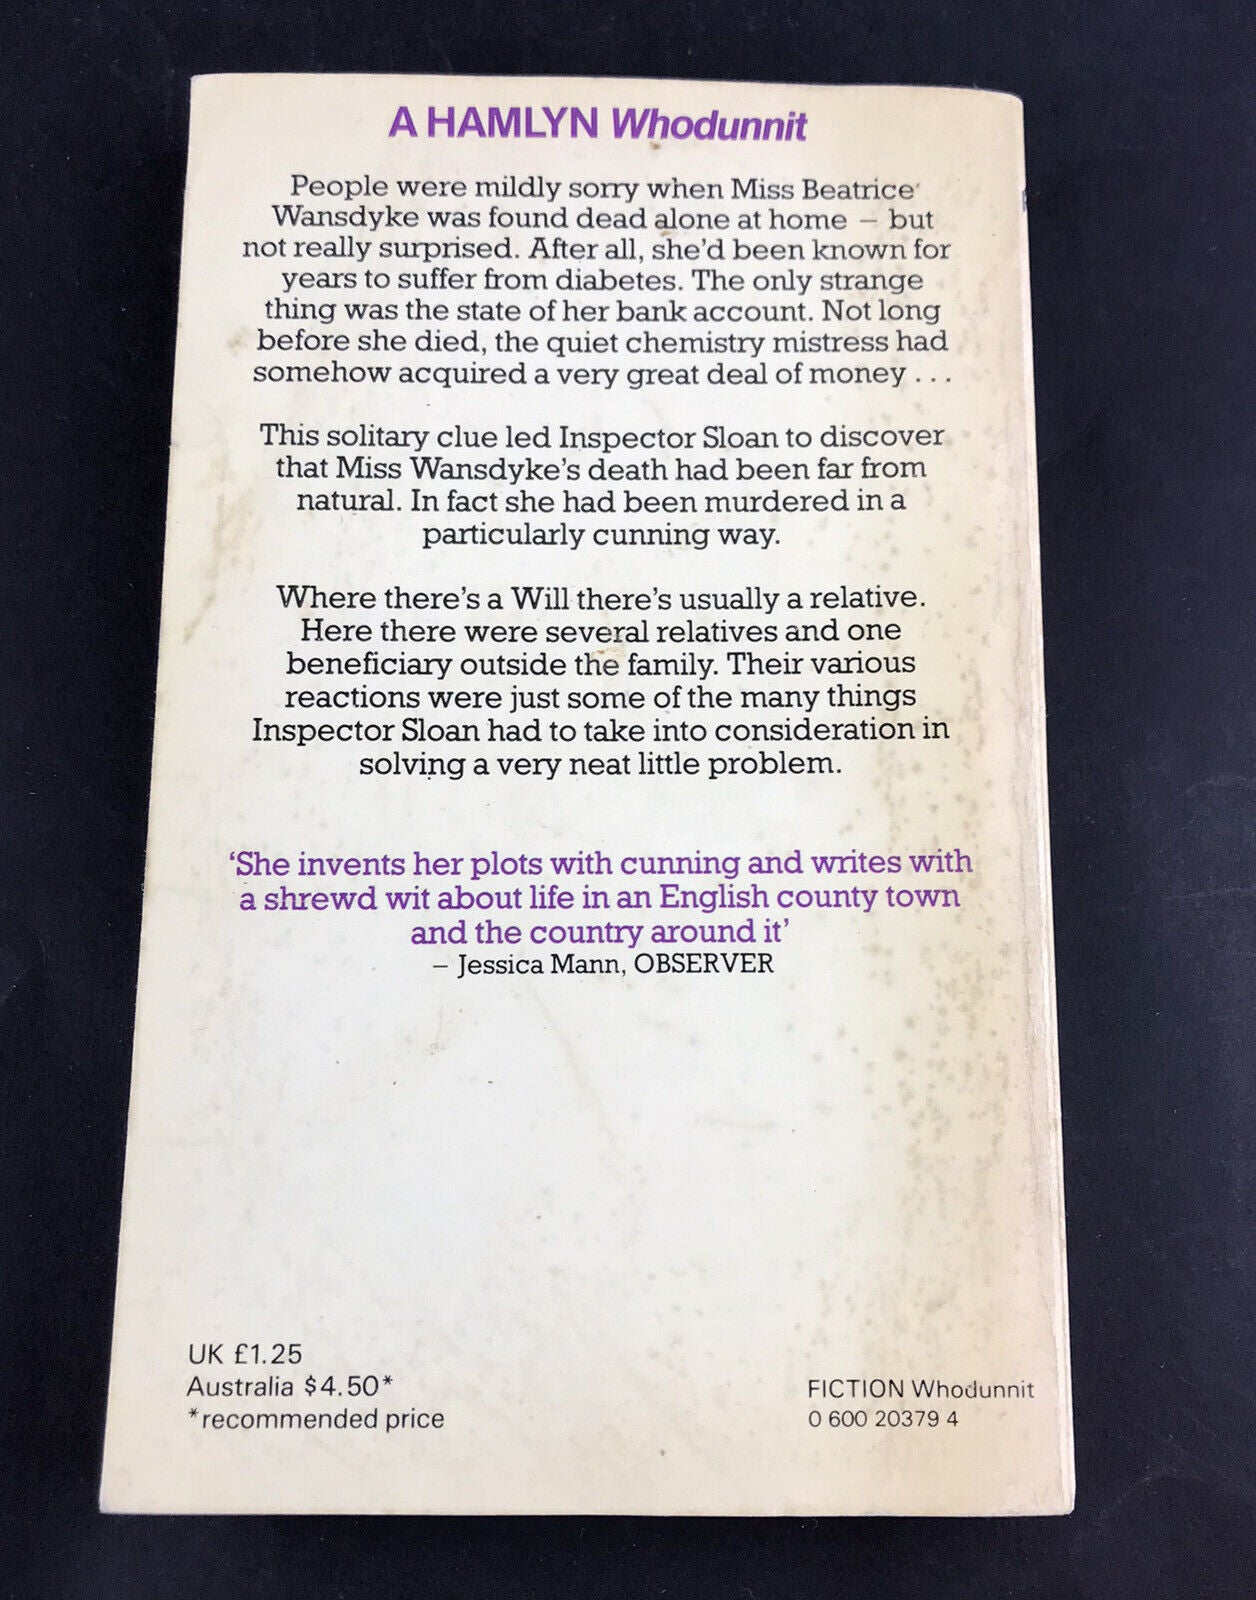 A HAMLYN Whodunnit
People were mildly sorry when Miss Beatrice
Wansdyke was found dead alone at home – but
not really surprised. After all, she'd been known for
years to suffer from diabetes. The only strange
thing was the state of her bank account. Not long
before she died, the quiet chemistry mistress had
somehow acquired a very great deal of money . . .
This solitary clue led Inspector Sloan to discover
that Miss Wansdyke's death had been far from
natural. In fact she had been murdered in a
particularly cunning way.
Where there's a Will there's usually a relative.
Here there were several relatives and one
beneficiary outside the family. Their various
reactions were just some of the many things
Inspector Sloan had to take into consideration in
solving a very neat little problem.
‘She invents her plots with cunning and writes with
a shrewd wit about life in an English county town
and the country around it’
– Jessica Mann, OBSERVER
UK £1.25
Australia $4.50*
*recommended price
FICTION Whodunnit
0 600 20379 4